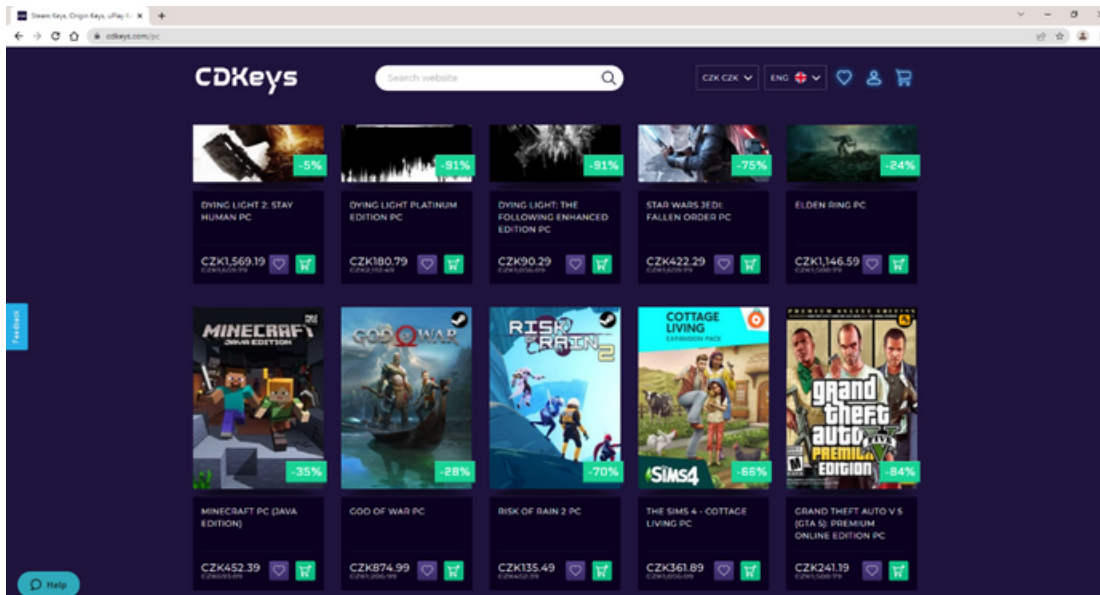 Steam Keys, Origin Keys, uPlay K
cdkeys.com/pc
CDKeys
Search website
CZK CZK
ENG
-5%
-91%
-91%
-75%
-24%
DYING LIGHT 2: STAY
HUMAN PC
DYING LIGHT PLATINUM
EDITION PC
DYING LIGHT: THE
FOLLOWING ENHANCED
EDITION PC
STAR WARS JEDI:
FALLEN ORDER PC
ELDEN RING PC
CZK1,569.19
CZK180.79
CZK90.29
CZK422.29
CZK1,146.59
Feedback
MINECRAFT
JAVA EDITION
GOD OF WAR
RISK
OF RAIN 2
COTTAGE
LIVING
EXPANSION PACK
THE SIMS 4
PREMIUM ONLINE EDITION
grand
theft
auto
FIVE
PREMIUM
EDITION
-35%
-28%
-70%
-66%
-84%
MINECRAFT PC (JAVA
EDITION)
GOD OF WAR PC
RISK OF RAIN 2 PC
THE SIMS 4 - COTTAGE
LIVING PC
GRAND THEFT AUTO V 5
(GTA 5): PREMIUM
ONLINE EDITION PC
CZK452.39
CZK874.99
CZK135.49
CZK361.89
CZK241.19
Help